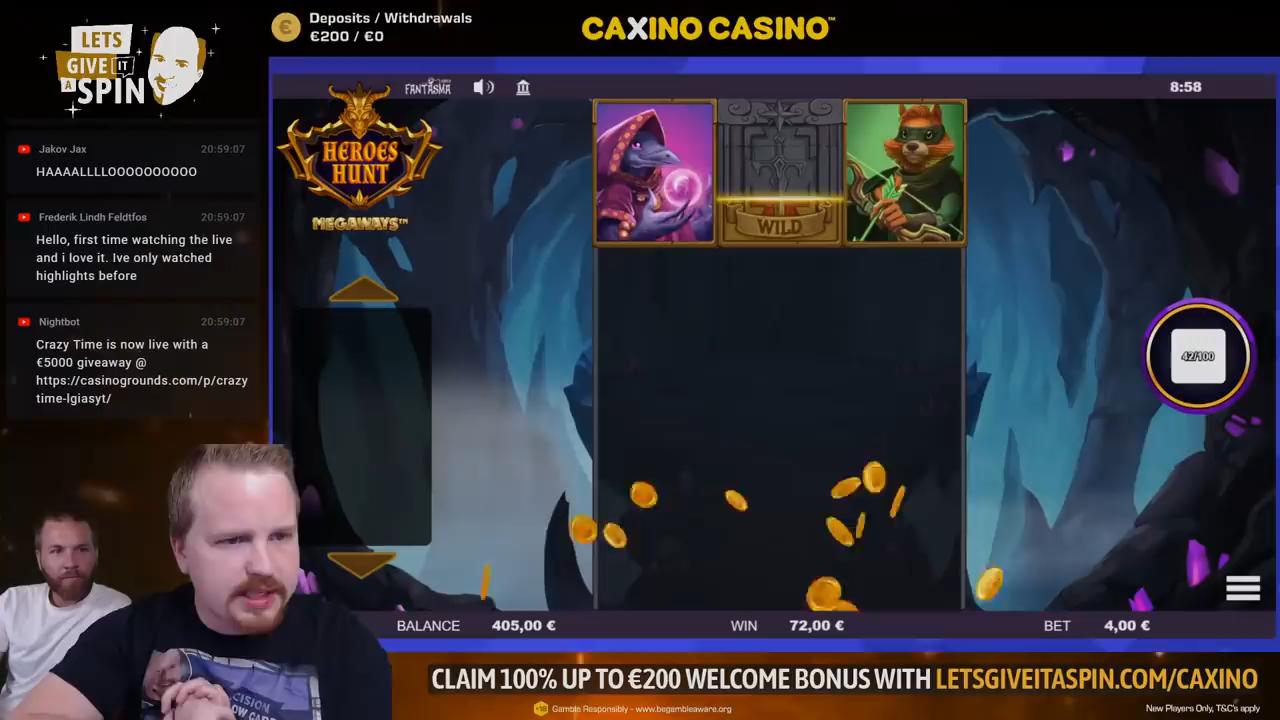 LETS
GIVE IT
A SPIN
Deposits / Withdrawals
€200 / €0
CAXINO CASINO™
FANTASMA
8:58
HEROES
HUNT
MEGAWAYS™
WILD
Jakov Jax
20:59:07
HAAAALLLLOOOOOOOOOO
Frederik Lindh Feldtfos
20:59:07
Hello, first time watching the live
and i love it. Ive only watched
highlights before
Nightbot
20:59:07
Crazy Time is now live with a
€5000 giveaway @
https://casinogrounds.com/p/crazy
time-lgiasyt/
42/100
BALANCE 405,00 € WIN 72,00 € BET 4,00 €
CLAIM 100% UP TO €200 WELCOME BONUS WITH LETSGIVEITASPIN.COM/CAXINO
+18 Gamble Responsibly - www.begambleaware.org
New Players Only, T&C's apply